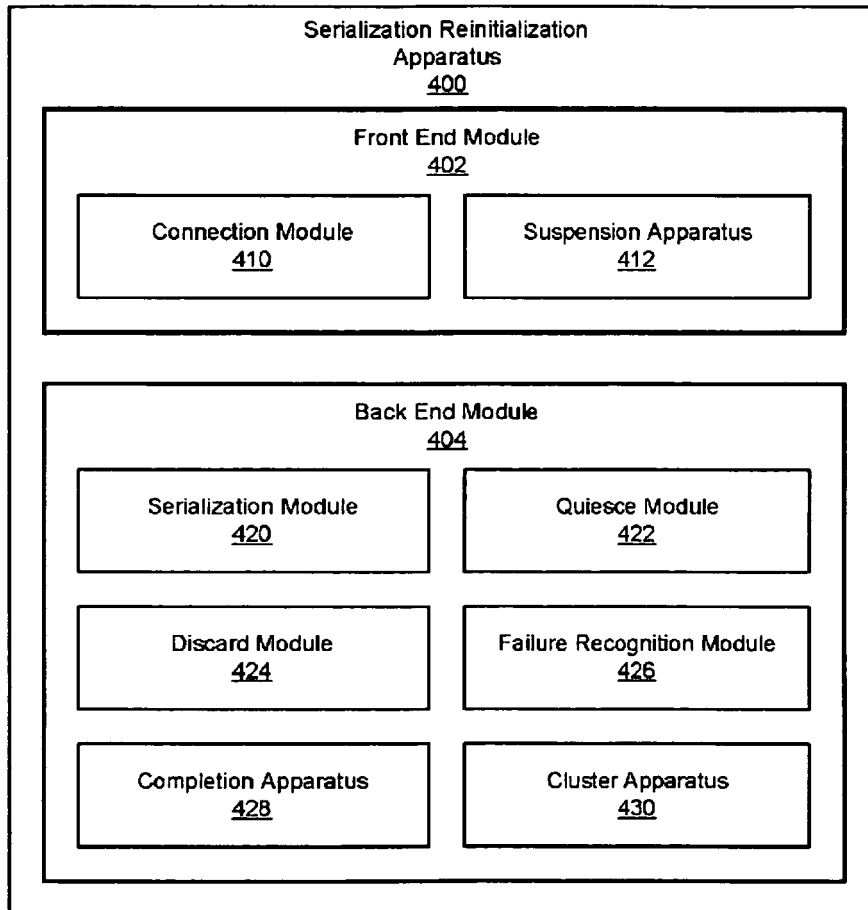 Serialization Reinitialization
Apparatus
400
Front End Module
402
Connection Module
410
Suspension Apparatus
412
Back End Module
404
Serialization Module
420
Quiesce Module
422
Discard Module
424
Failure Recognition Module
426
Completion Apparatus
428
Cluster Apparatus
430